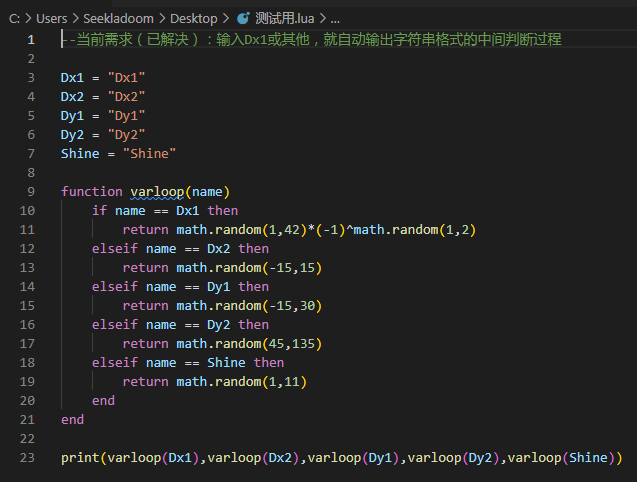 C: > Users > Seekladoom > Desktop > 测试用.lua > ...
1 --当前需求（已解决）：输入Dx1或其他，就自动输出字符串格式的中间判断过程
2
3 Dx1 = "Dx1"
4 Dx2 = "Dx2"
5 Dy1 = "Dy1"
6 Dy2 = "Dy2"
7 Shine = "Shine"
8
9 function varloop(name)
10     if name == Dx1 then
11         return math.random(1,42)*(-1)^math.random(1,2)
12     elseif name == Dx2 then
13         return math.random(-15,15)
14     elseif name == Dy1 then
15         return math.random(-15,30)
16     elseif name == Dy2 then
17         return math.random(45,135)
18     elseif name == Shine then
19         return math.random(1,11)
20     end
21 end
22
23 print(varloop(Dx1),varloop(Dx2),varloop(Dy1),varloop(Dy2),varloop(Shine))